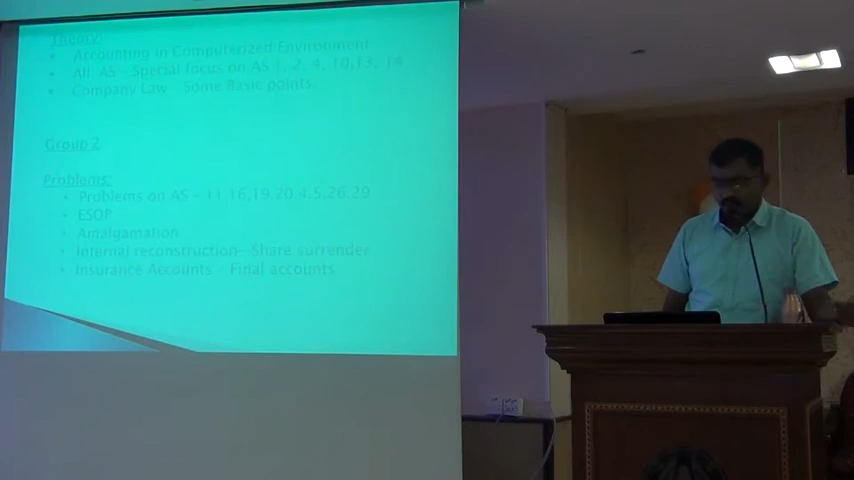 Theory:
• Accounting in Computerized Environment
• All AS – Special focus on AS 1, 2, 4, 10,13, 14
• Company Law – Some Basic points.
Group 2
Problems:
• Problems on AS – 11 16,19,20 4,5,26,29
• ESOP
• Amalgamation
• Internal reconstruction–Share surrender
• Insurance Accounts – Final accounts